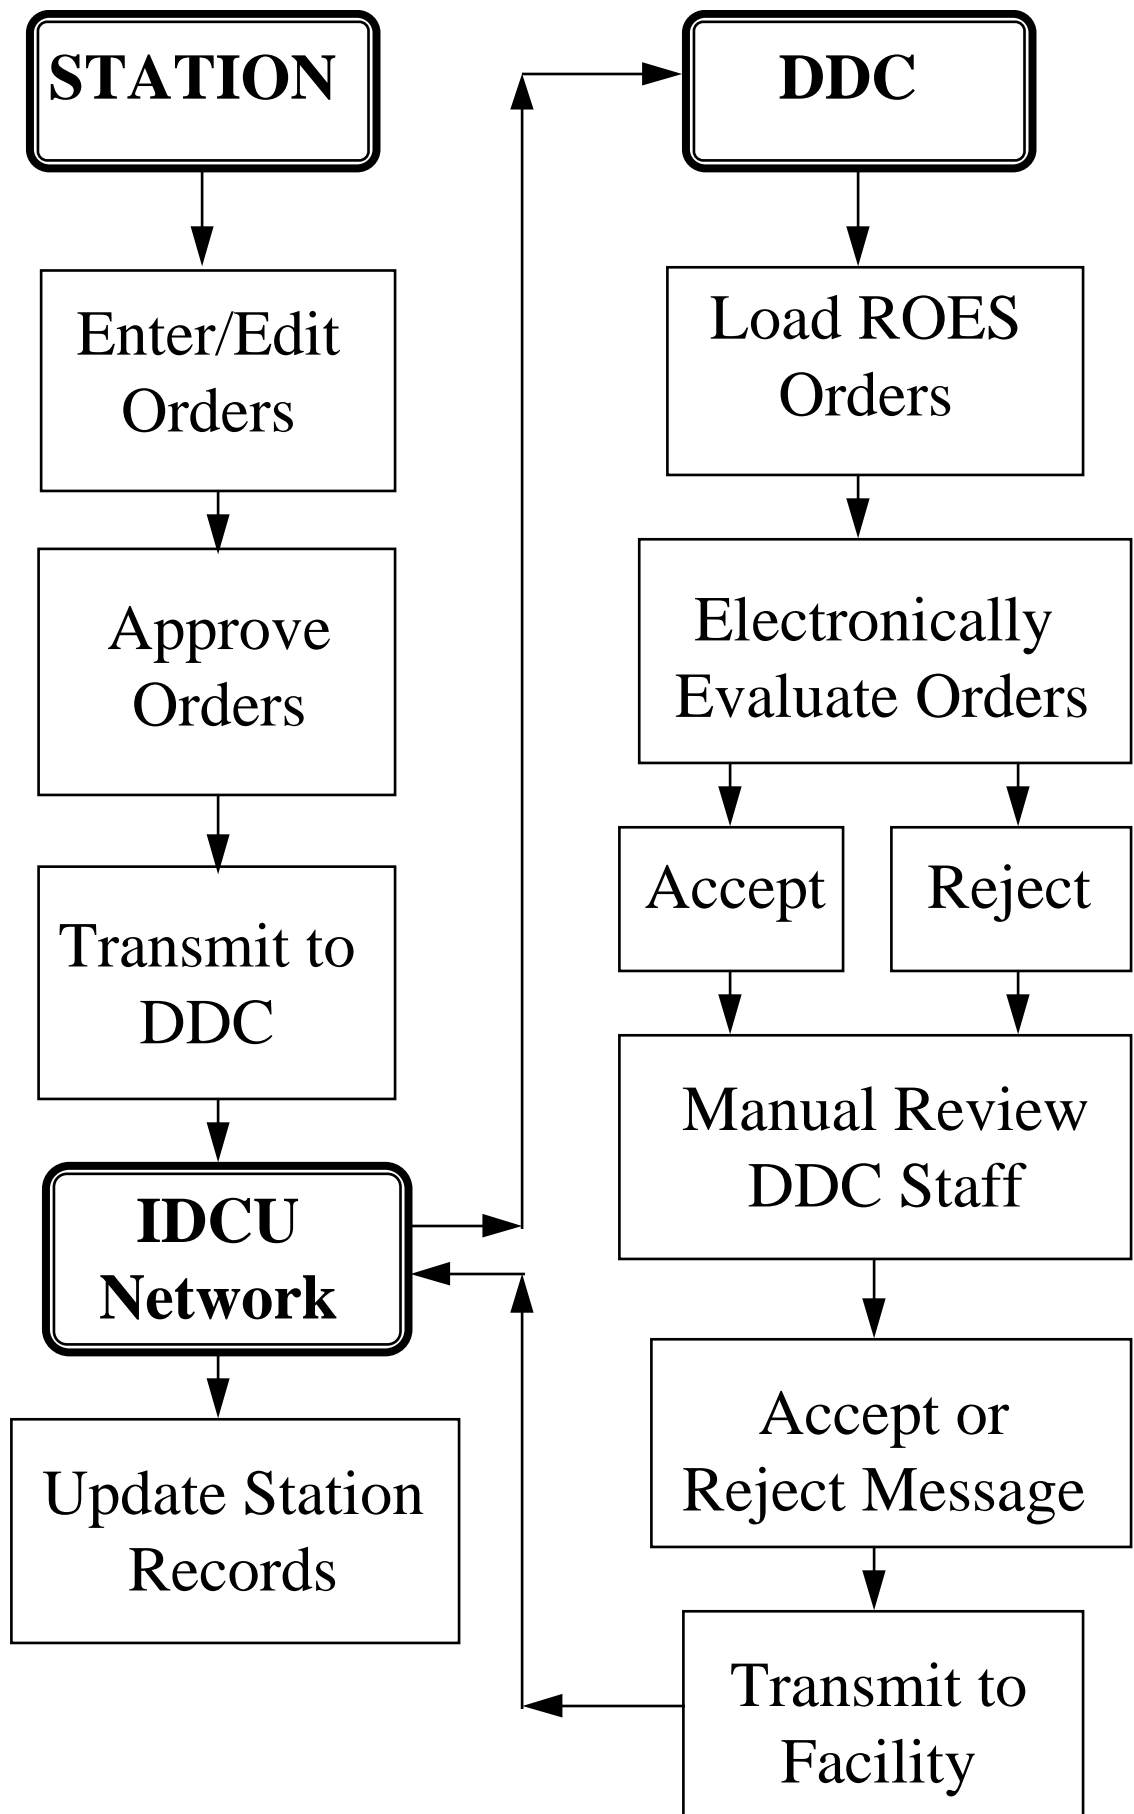 STATION
Enter/Edit
Orders
Approve
Orders
Transmit to
DDC
IDCU
Network
Update Station
Records
DDC
Load ROES
Orders
Electronically
Evaluate Orders
Accept
Reject
Manual Review
DDC Staff
Accept or
Reject Message
Transmit to
Facility